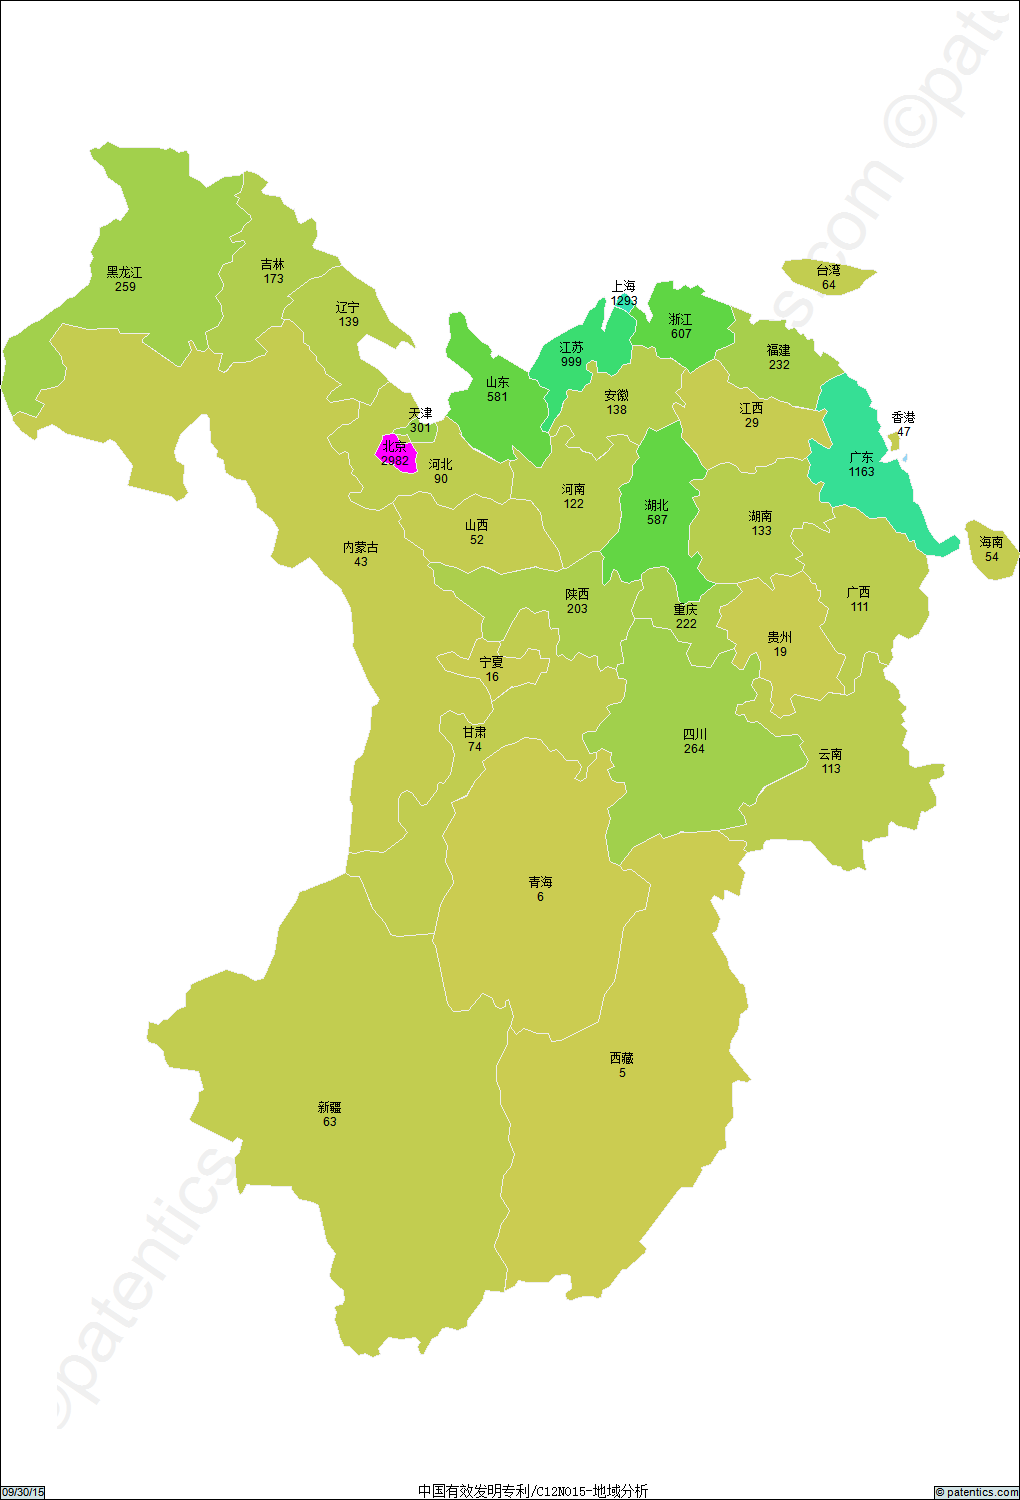 ©patentics.com ©pate
黑龙江
259
吉林
173
台湾
64
辽宁
139
上海
1293
浙江
607
江苏
999
福建
232
山东
581
安徽
138
江西
29
天津
301
香港
47
北京
2982
河北
90
广东
1163
河南
122
湖北
587
湖南
133
山西
52
内蒙古
43
海南
54
陕西
203
重庆
222
广西
111
贵州
19
宁夏
16
甘肃
74
四川
264
云南
113
青海
6
西藏
5
新疆
63
09/30/15
中国有效发明专利/C12N015-地域分析
© patentics.com